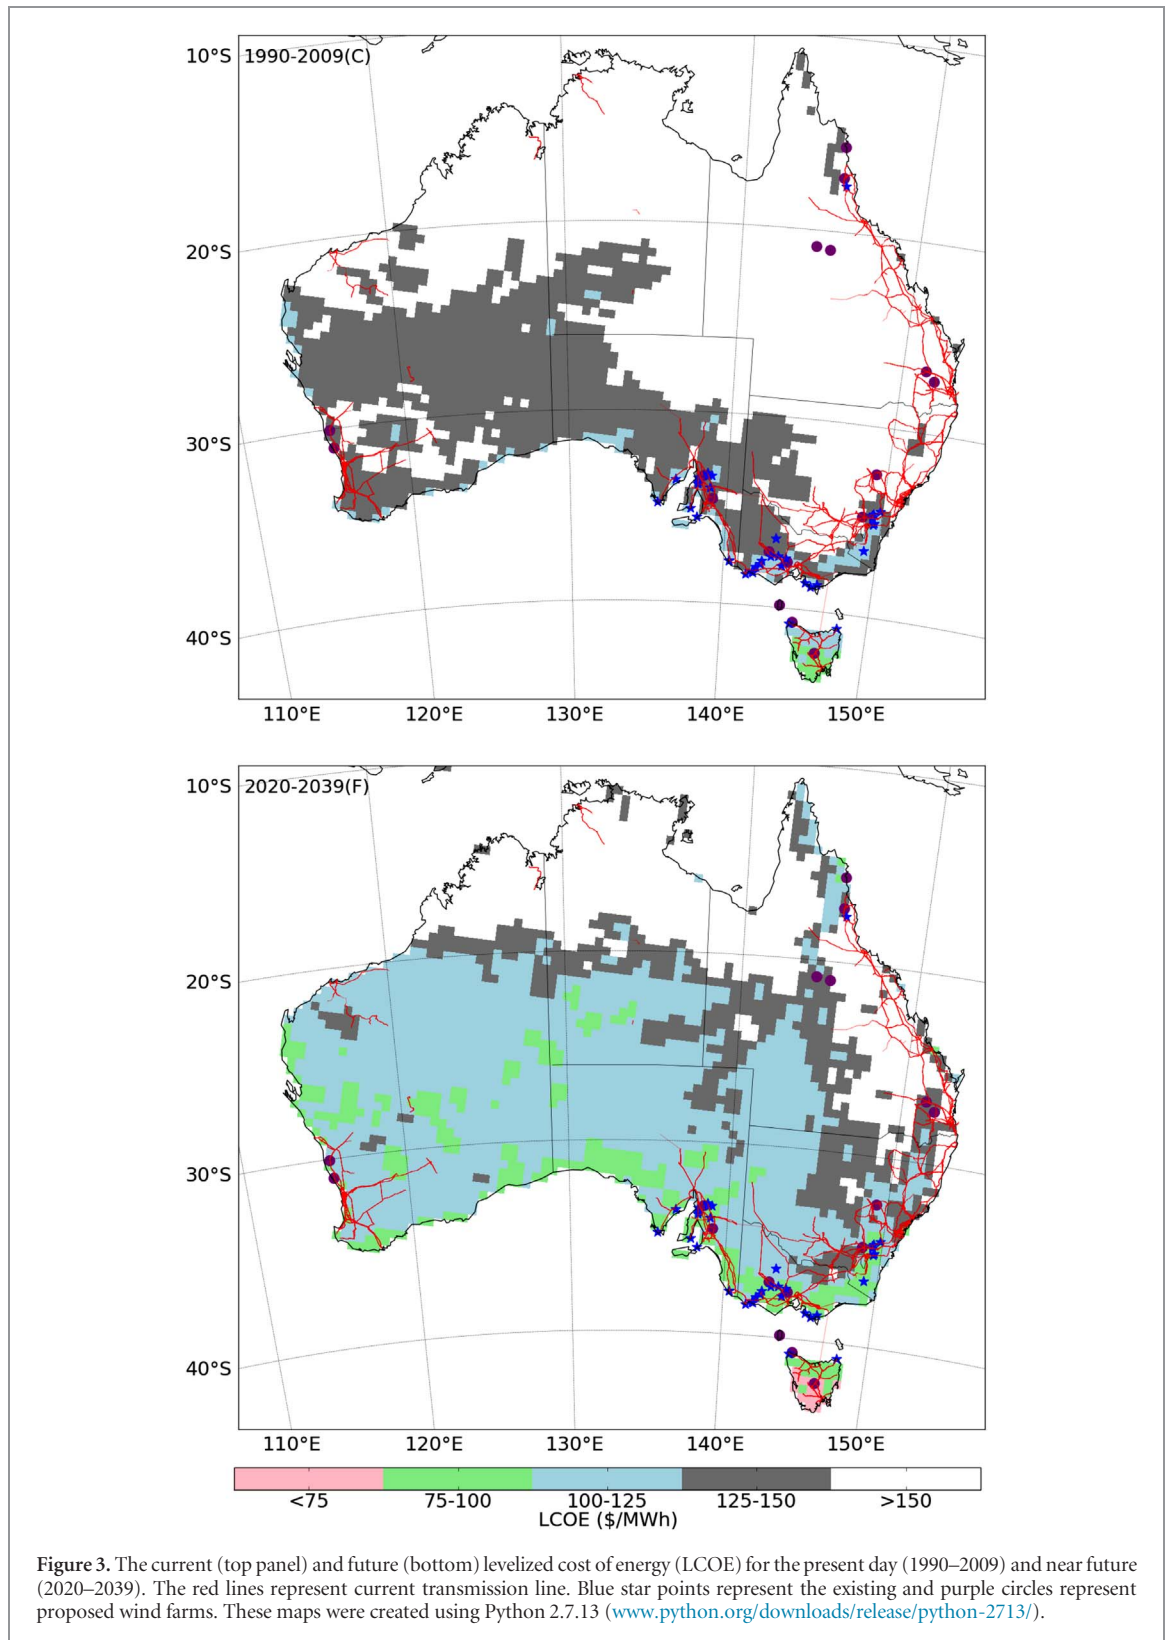 1990-2009(C)
10°S
20°S
30°S
40°S
110°E 120°E 130°E 140°E 150°E
2020-2039(F)
10°S
20°S
30°S
40°S
110°E 120°E 130°E 140°E 150°E
<75 75-100 100-125 125-150 >150
LCOE ($/MWh)
Figure 3. The current (top panel) and future (bottom) levelized cost of energy (LCOE) for the present day (1990–2009) and near future
(2020–2039). The red lines represent current transmission line. Blue star points represent the existing and purple circles represent
proposed wind farms. These maps were created using Python 2.7.13 (www.python.org/downloads/release/python-2713/).